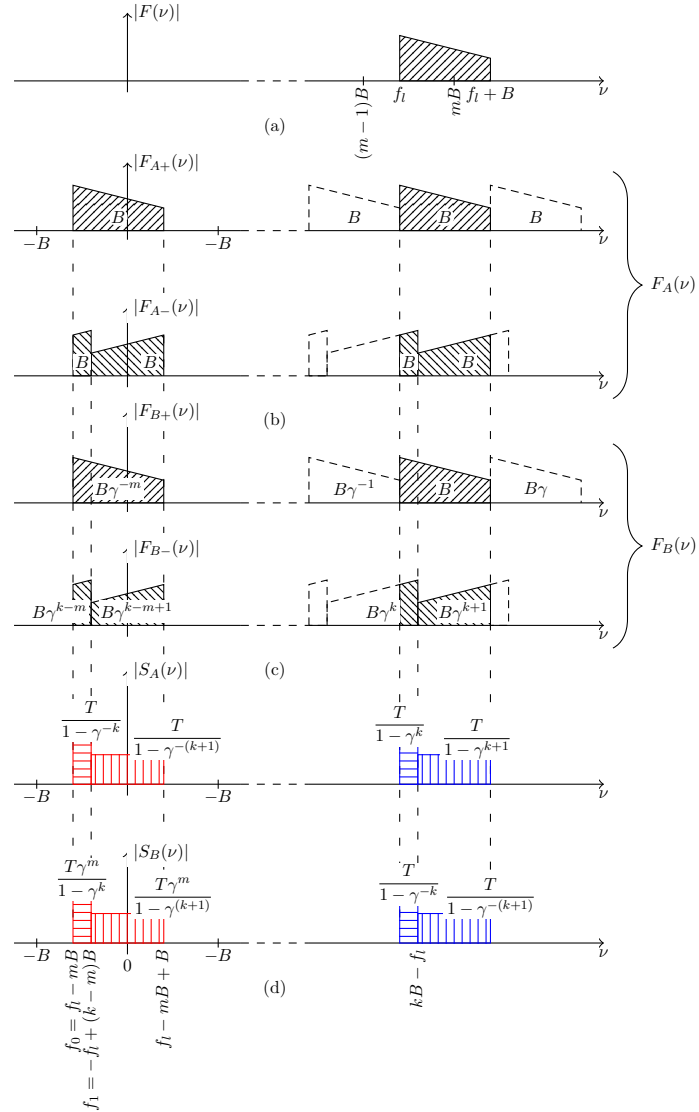 |F(ν)|
(m − 1)B
f_l
mB
f_l + B
ν
(a)
|F_{A+}(ν)|
B
B
B
B
−B
−B
ν
|F_{A−}(ν)|
B
B
B
B
F_A(ν)
(b)
|F_{B+}(ν)|
Bγ^{-m}
Bγ^{-1}
B
Bγ
|F_{B−}(ν)|
Bγ^{k-m}
Bγ^{k-m+1}
Bγ^{k}
Bγ^{k+1}
F_B(ν)
(c)
|S_A(ν)|
T / (1 − γ^{−k})
T / (1 − γ^{−(k+1)})
T / (1 − γ^{k})
T / (1 − γ^{k+1})
−B
−B
ν
|S_B(ν)|
Tγ^{m} / (1 − γ^{k})
Tγ^{m} / (1 − γ^{(k+1)})
T / (1 − γ^{−k})
T / (1 − γ^{−(k+1)})
−B
0
−B
ν
f_0 = f_l − mB
f_1 = −f_l + (k − m)B
f_l − mB + B
kB − f_l
(d)